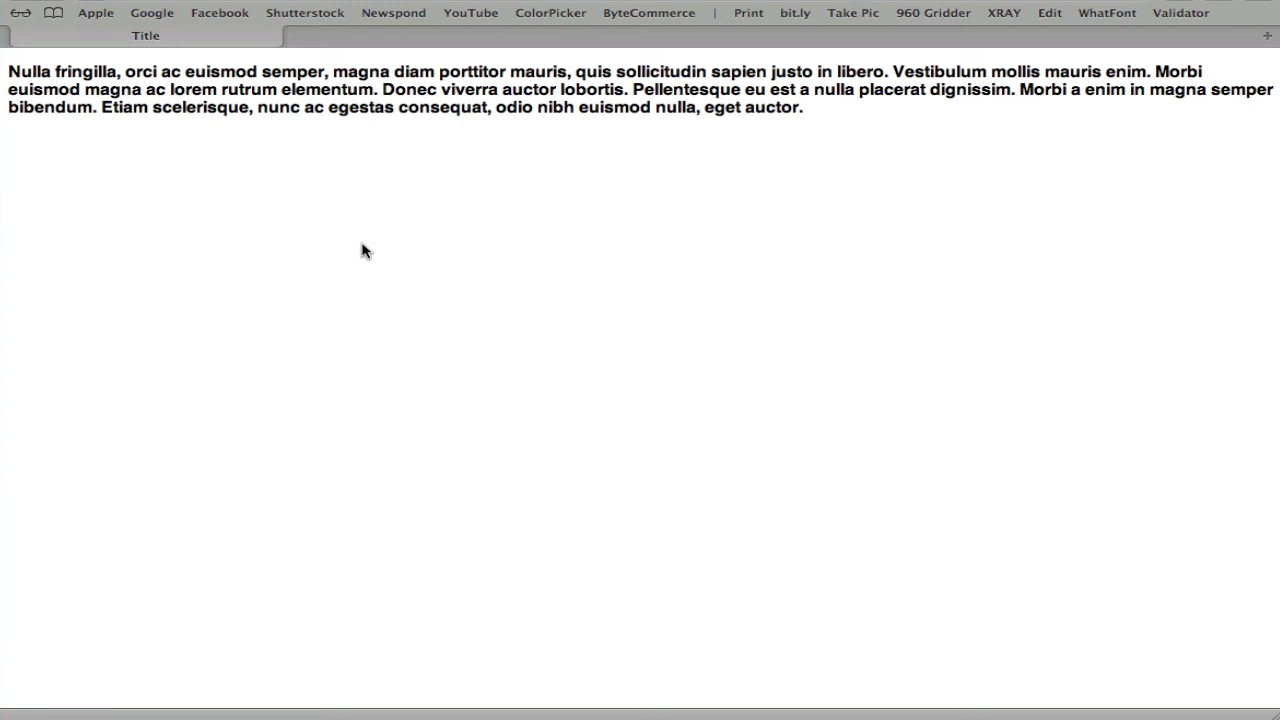 Apple Google Facebook Shutterstock Newspond YouTube ColorPicker ByteCommerce | Print bit.ly Take Pic 960 Gridder XRAY Edit WhatFont Validator
Title
Nulla fringilla, orci ac euismod semper, magna diam porttitor mauris, quis sollicitudin sapien justo in libero. Vestibulum mollis mauris enim. Morbi
euismod magna ac lorem rutrum elementum. Donec viverra auctor lobortis. Pellentesque eu est a nulla placerat dignissim. Morbi a enim in magna semper
bibendum. Etiam scelerisque, nunc ac egestas consequat, odio nibh euismod nulla, eget auctor.